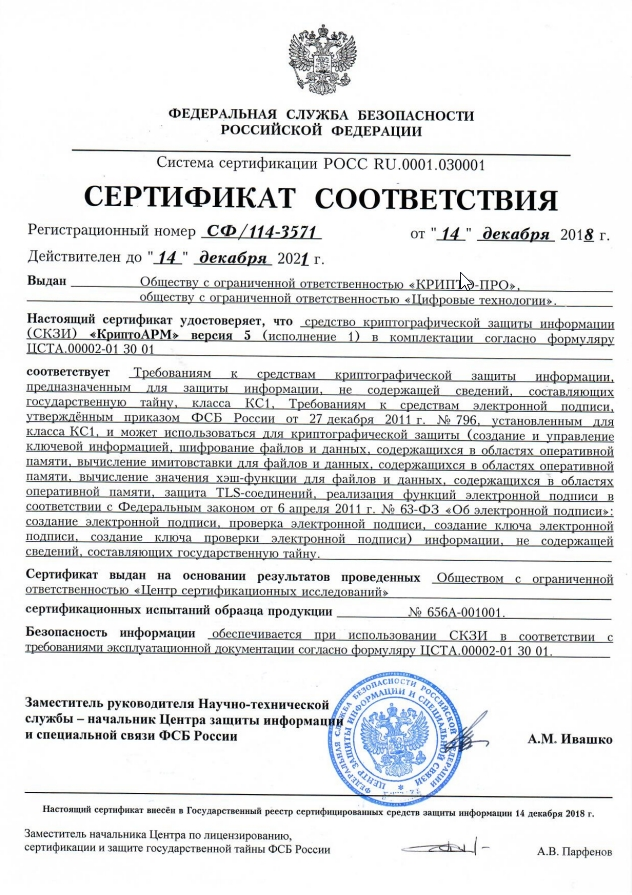 ФЕДЕРАЛЬНАЯ СЛУЖБА БЕЗОПАСНОСТИ
РОССИЙСКОЙ ФЕДЕРАЦИИ
Система сертификации РОСС RU.0001.030001
СЕРТИФИКАТ СООТВЕТСТВИЯ
Регистрационный номер СФ/114-3571 от "14" декабря 2018 г.
Действителен до "14" декабря 2021 г.
Выдан Обществу с ограниченной ответственностью «КРИПТО-ПРО»,
обществу с ограниченной ответственностью «Цифровые технологии».
Настоящий сертификат удостоверяет, что средство криптографической защиты информации
(СКЗИ) «КриптоАРМ» версия 5 (исполнение 1) в комплектации согласно формуляру
ЦСТА.00002-01 30 01
соответствует Требованиям к средствам криптографической защиты информации,
предназначенным для защиты информации, не содержащей сведений, составляющих
государственную тайну, класса КС1, Требованиям к средствам электронной подписи,
утверждённым приказом ФСБ России от 27 декабря 2011 г. № 796, установленным для
класса КС1, и может использоваться для криптографической защиты (создание и управление
ключевой информацией, шифрование файлов и данных, содержащихся в областях оперативной
памяти, вычисление имитовставки для файлов и данных, содержащихся в областях оперативной
памяти, вычисление значения хэш-функции для файлов и данных, содержащихся в областях
оперативной памяти, защита TLS-соединений, реализация функций электронной подписи в
соответствии с Федеральным законом от 6 апреля 2011 г. № 63-ФЗ «Об электронной подписи»:
создание электронной подписи, проверка электронной подписи, создание ключа электронной
подписи, создание ключа проверки электронной подписи) информации, не содержащей
сведений, составляющих государственную тайну.
Сертификат выдан на основании результатов проведенных Обществом с ограниченной
ответственностью «Центр сертификационных исследований»
сертификационных испытаний образца продукции № 656А-001001.
Безопасность информации обеспечивается при использовании СКЗИ в соответствии с
требованиями эксплуатационной документации согласно формуляру ЦСТА.00002-01 30 01.
Заместитель руководителя Научно-технической
службы – начальник Центра защиты информации
и специальной связи ФСБ России
А.М. Ивашко
ФЕДЕРАЛЬНАЯ СЛУЖБА БЕЗОПАСНОСТИ РОССИЙСКОЙ ФЕДЕРАЦИИ
ЦЕНТР ЗАЩИТЫ ИНФОРМАЦИИ И СПЕЦИАЛЬНОЙ СВЯЗИ
Настоящий сертификат внесён в Государственный реестр сертифицированных средств защиты информации 14 декабря 2018 г.
Заместитель начальника Центра по лицензированию,
сертификации и защите государственной тайны ФСБ России
А.В. Парфенов